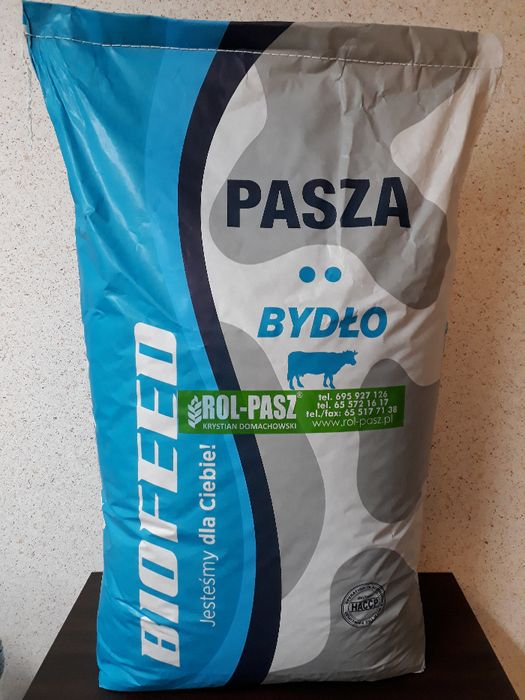 PASZA
BYDŁO
BIOFEED
Jesteśmy dla Ciebie!
ROL-PASZ®
KRYSTIAN DOMACHOWSKI
tel. 695 927 126
tel. 65 572 16 17
tel./fax: 65 517 71 38
www.rol-pasz.pl
HACCP